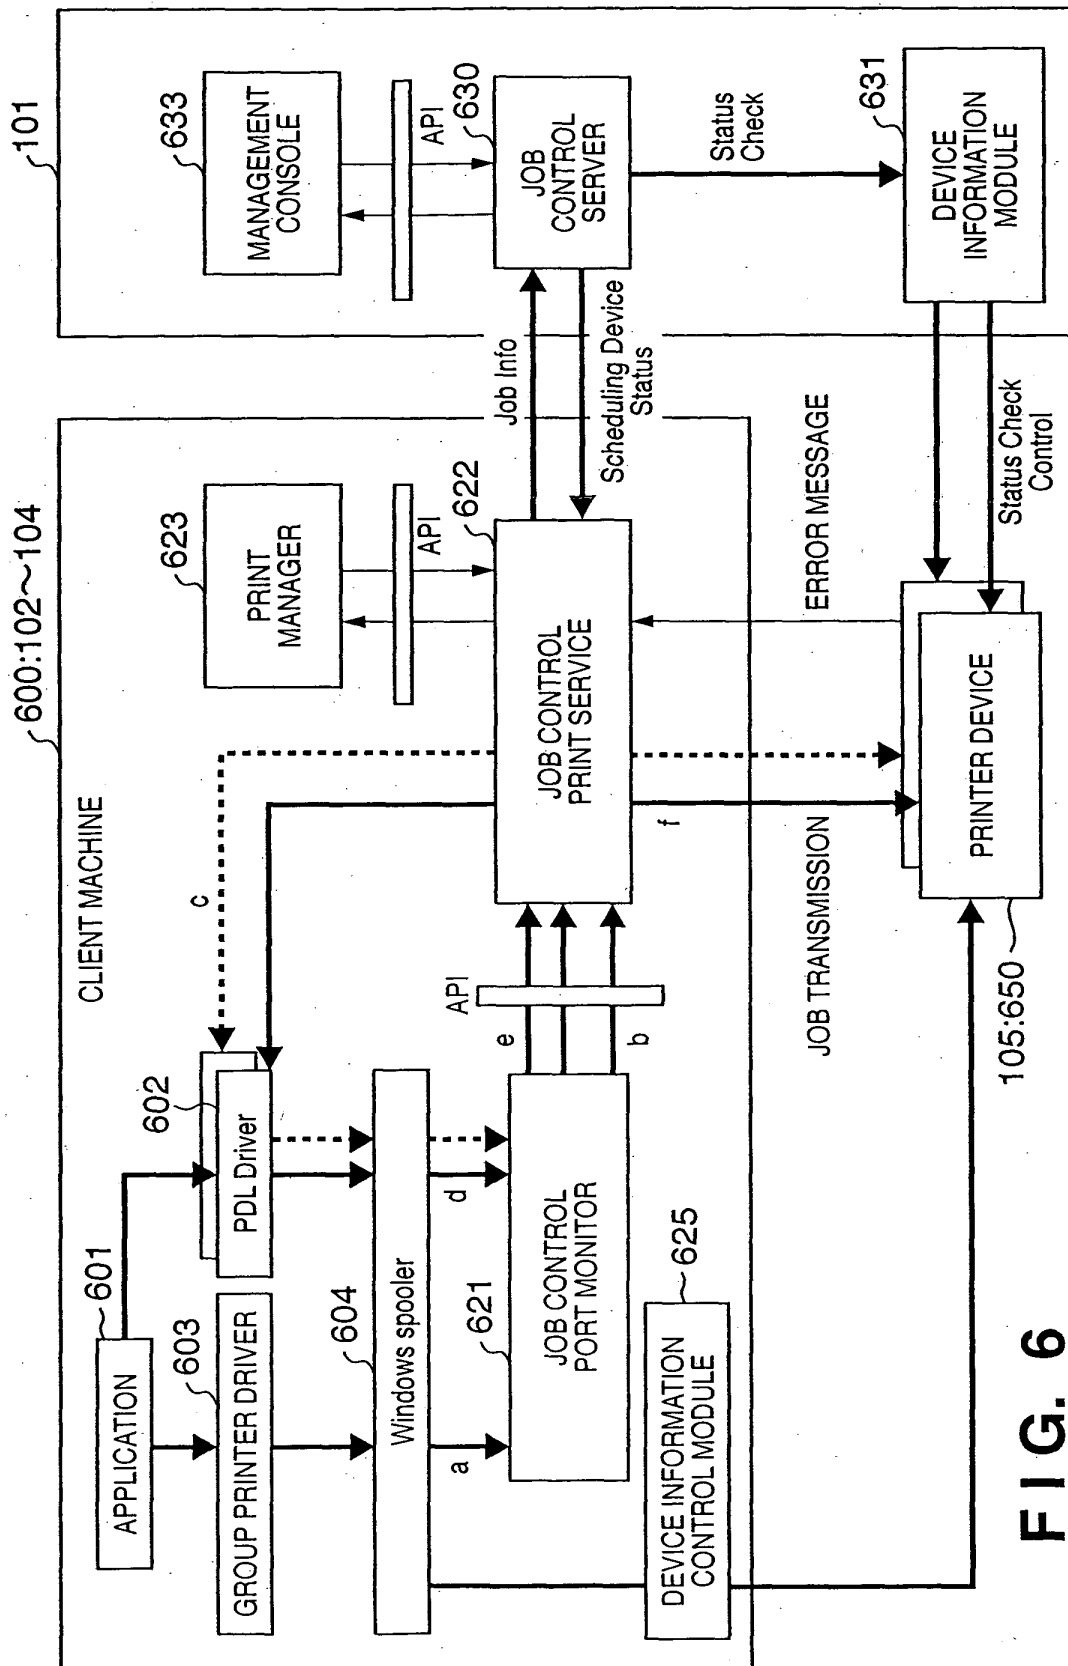 600:102~104
CLIENT MACHINE
601
APPLICATION
603
GROUP PRINTER DRIVER
602
PDL Driver
c
623
PRINT
MANAGER
API
604
Windows spooler
a
d
621
JOB CONTROL
PORT MONITOR
e
b
API
622
JOB CONTROL
PRINT SERVICE
f
625
DEVICE INFORMATION
CONTROL MODULE
101
633
MANAGEMENT
CONSOLE
API
630
JOB
CONTROL
SERVER
Job Info
Scheduling Device
Status
Status
Check
631
DEVICE
INFORMATION
MODULE
JOB TRANSMISSION
ERROR MESSAGE
Status Check
Control
PRINTER DEVICE
105:650
FIG. 6